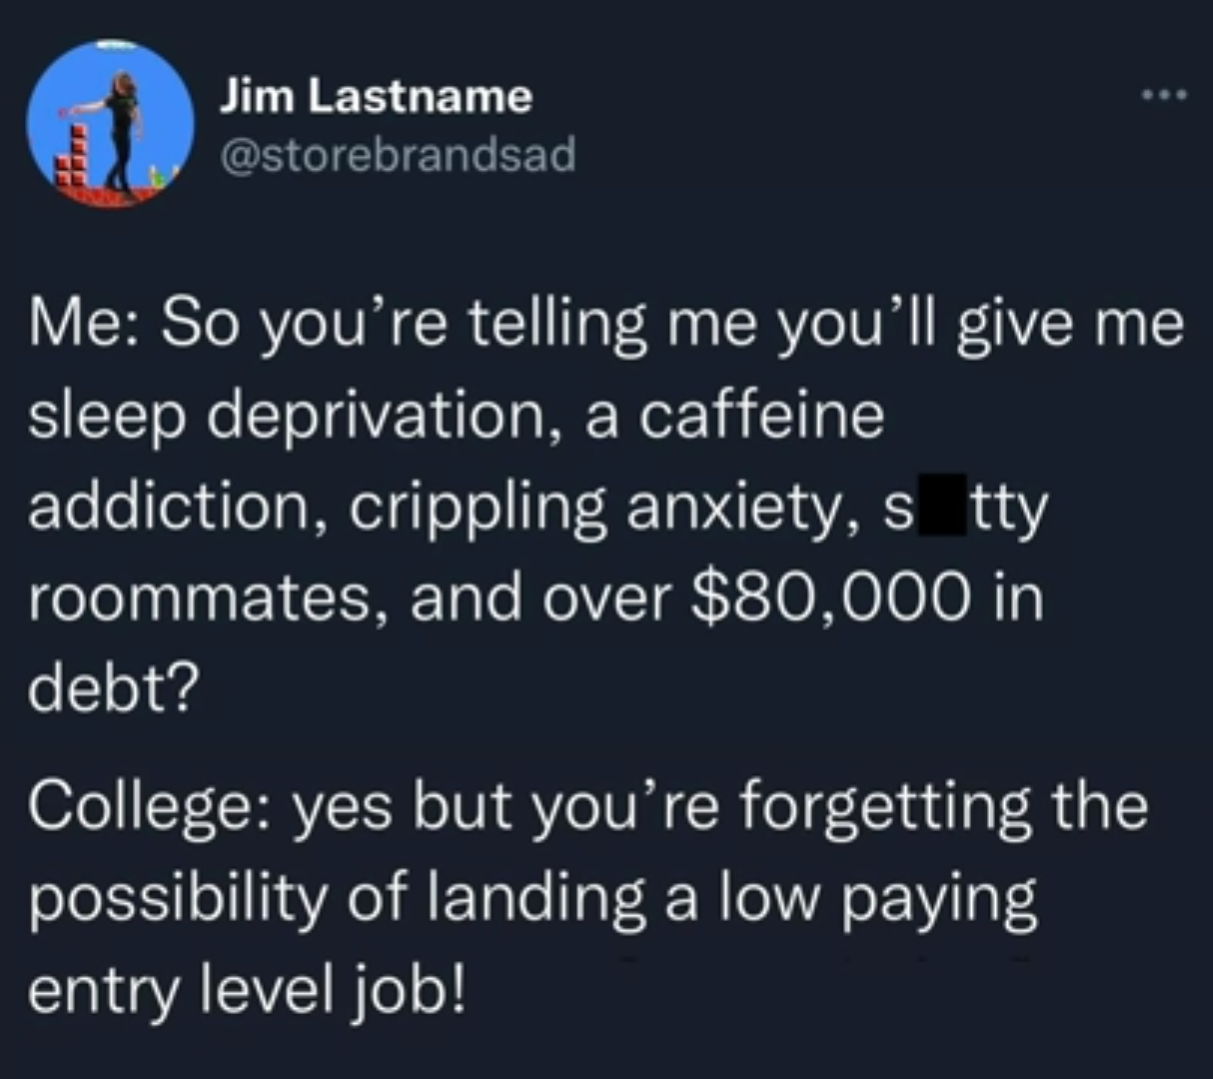 Jim Lastname
@storebrandsad
Me: So you’re telling me you’ll give me
sleep deprivation, a caffeine
addiction, crippling anxiety, s█tty
roommates, and over $80,000 in
debt?
College: yes but you’re forgetting the
possibility of landing a low paying
entry level job!